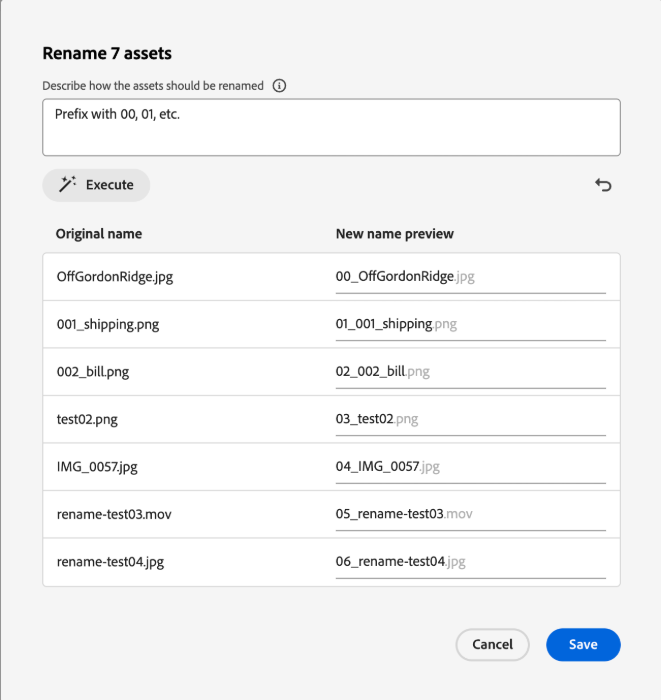 Rename 7 assets
Describe how the assets should be renamed
Prefix with 00, 01, etc.
Execute
Original name New name preview
OffGordonRidge.jpg 00_OffGordonRidge.jpg
001_shipping.png 01_001_shipping.png
002_bill.png 02_002_bill.png
test02.png 03_test02.png
IMG_0057.jpg 04_IMG_0057.jpg
rename-test03.mov 05_rename-test03.mov
rename-test04.jpg 06_rename-test04.jpg
Cancel Save